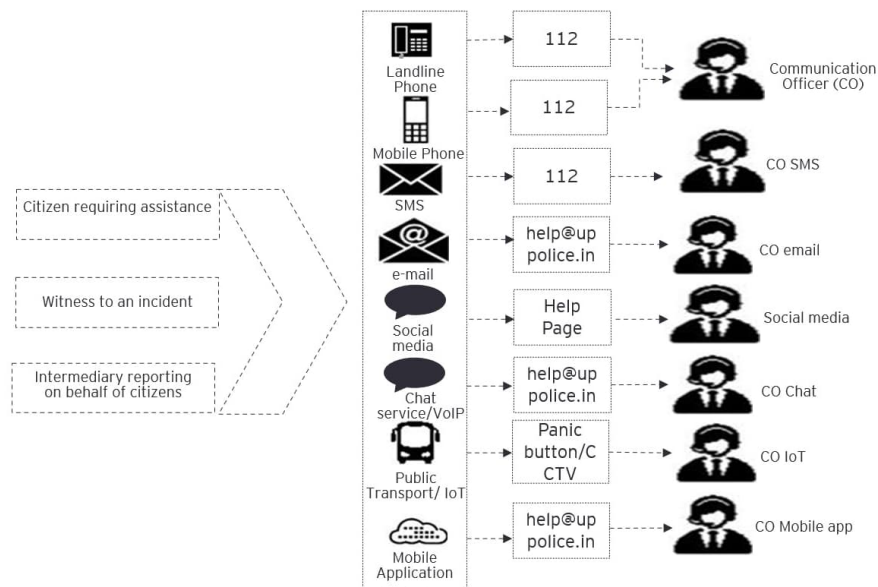 Citizen requiring assistance
Witness to an incident
Intermediary reporting
on behalf of citizens
Landline
Phone
Mobile Phone
SMS
e-mail
Social
media
Chat
service/VoIP
Public
Transport/ IoT
Mobile
Application
112
112
112
help@up
police.in
Help
Page
help@up
police.in
Panic
button/C
CTV
help@up
police.in
Communication
Officer (CO)
CO SMS
CO email
Social media
CO Chat
CO IoT
CO Mobile app